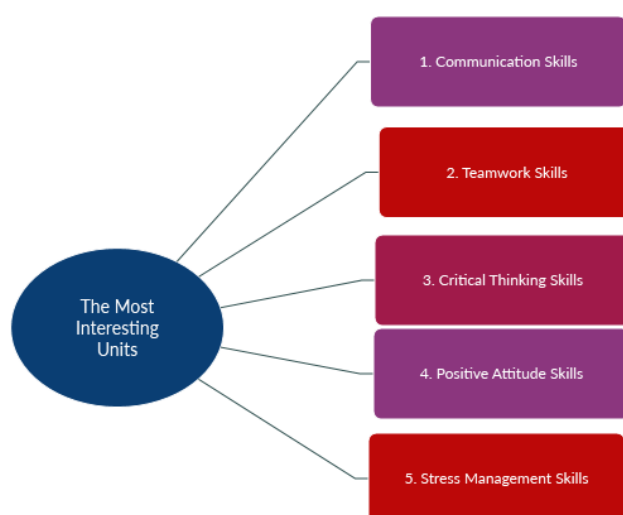 The Most
Interesting
Units
1. Communication Skills
2. Teamwork Skills
3. Critical Thinking Skills
4. Positive Attitude Skills
5. Stress Management Skills